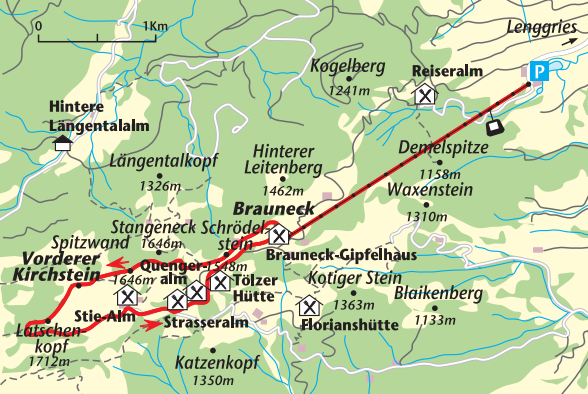 0
1Km
Lenggries
P
Kogelberg
1241m
Reiseralm
Hintere
Längentalalm
Längentalkopf
1326m
Hinterer
Leitenberg
1462m
Demelspitze
1158m
Waxenstein
1310m
Brauneck
Stangeneck
1646m
Schrödel-
stein
1548m
Spitzwand
1646m
Vorderer
Kirchstein
Brauneck-Gipfelhaus
Quenger-
alm
Tölzer
Hütte
Kotiger Stein
1363m
Blaikenberg
1133m
Stie-Alm
Strasseralm
Florianshütte
Latschen-
kopf
1712m
Katzenkopf
1350m